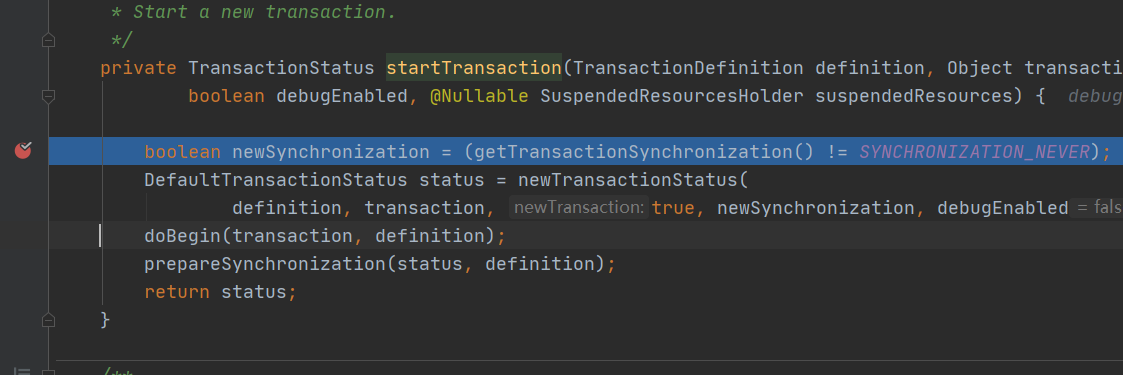 * Start a new transaction.
*/
private TransactionStatus startTransaction(TransactionDefinition definition, Object transacti
boolean debugEnabled, @Nullable SuspendedResourcesHolder suspendedResources) { debug
boolean newSynchronization = (getTransactionSynchronization() != SYNCHRONIZATION_NEVER);
DefaultTransactionStatus status = newTransactionStatus(
definition, transaction, newTransaction: true, newSynchronization, debugEnabled = fals
doBegin(transaction, definition);
prepareSynchronization(status, definition);
return status;
}
/**